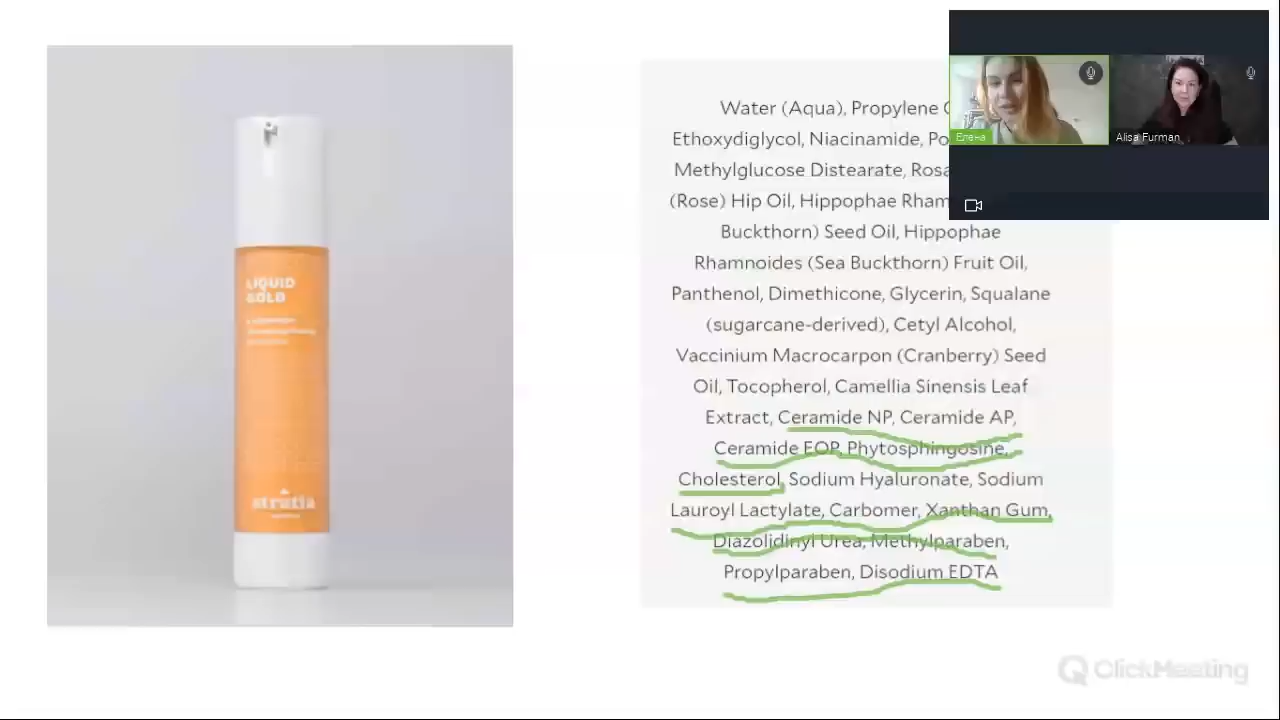 LIQUID
GOLD
stratia
Water (Aqua), Propylene
Ethoxydiglycol, Niacinamide,
Methylglucose Distearate,
(Rose) Hip Oil, Hippophae
Buckthorn) Seed Oil, Hippophae
Rhamnoides (Sea Buckthorn) Fruit Oil,
Panthenol, Dimethicone, Glycerin, Squalane
(sugarcane-derived), Cetyl Alcohol,
Vaccinium Macrocarpon (Cranberry) Seed
Oil, Tocopherol, Camellia Sinensis Leaf
Extract, Ceramide NP, Ceramide AP,
Ceramide EOP, Phytosphingosine,
Cholesterol, Sodium Hyaluronate, Sodium
Lauroyl Lactylate, Carbomer, Xanthan Gum,
Diazolidinyl Urea, Methylparaben,
Propylparaben, Disodium EDTA
Елена
Alisa Furman
ClickMeeting